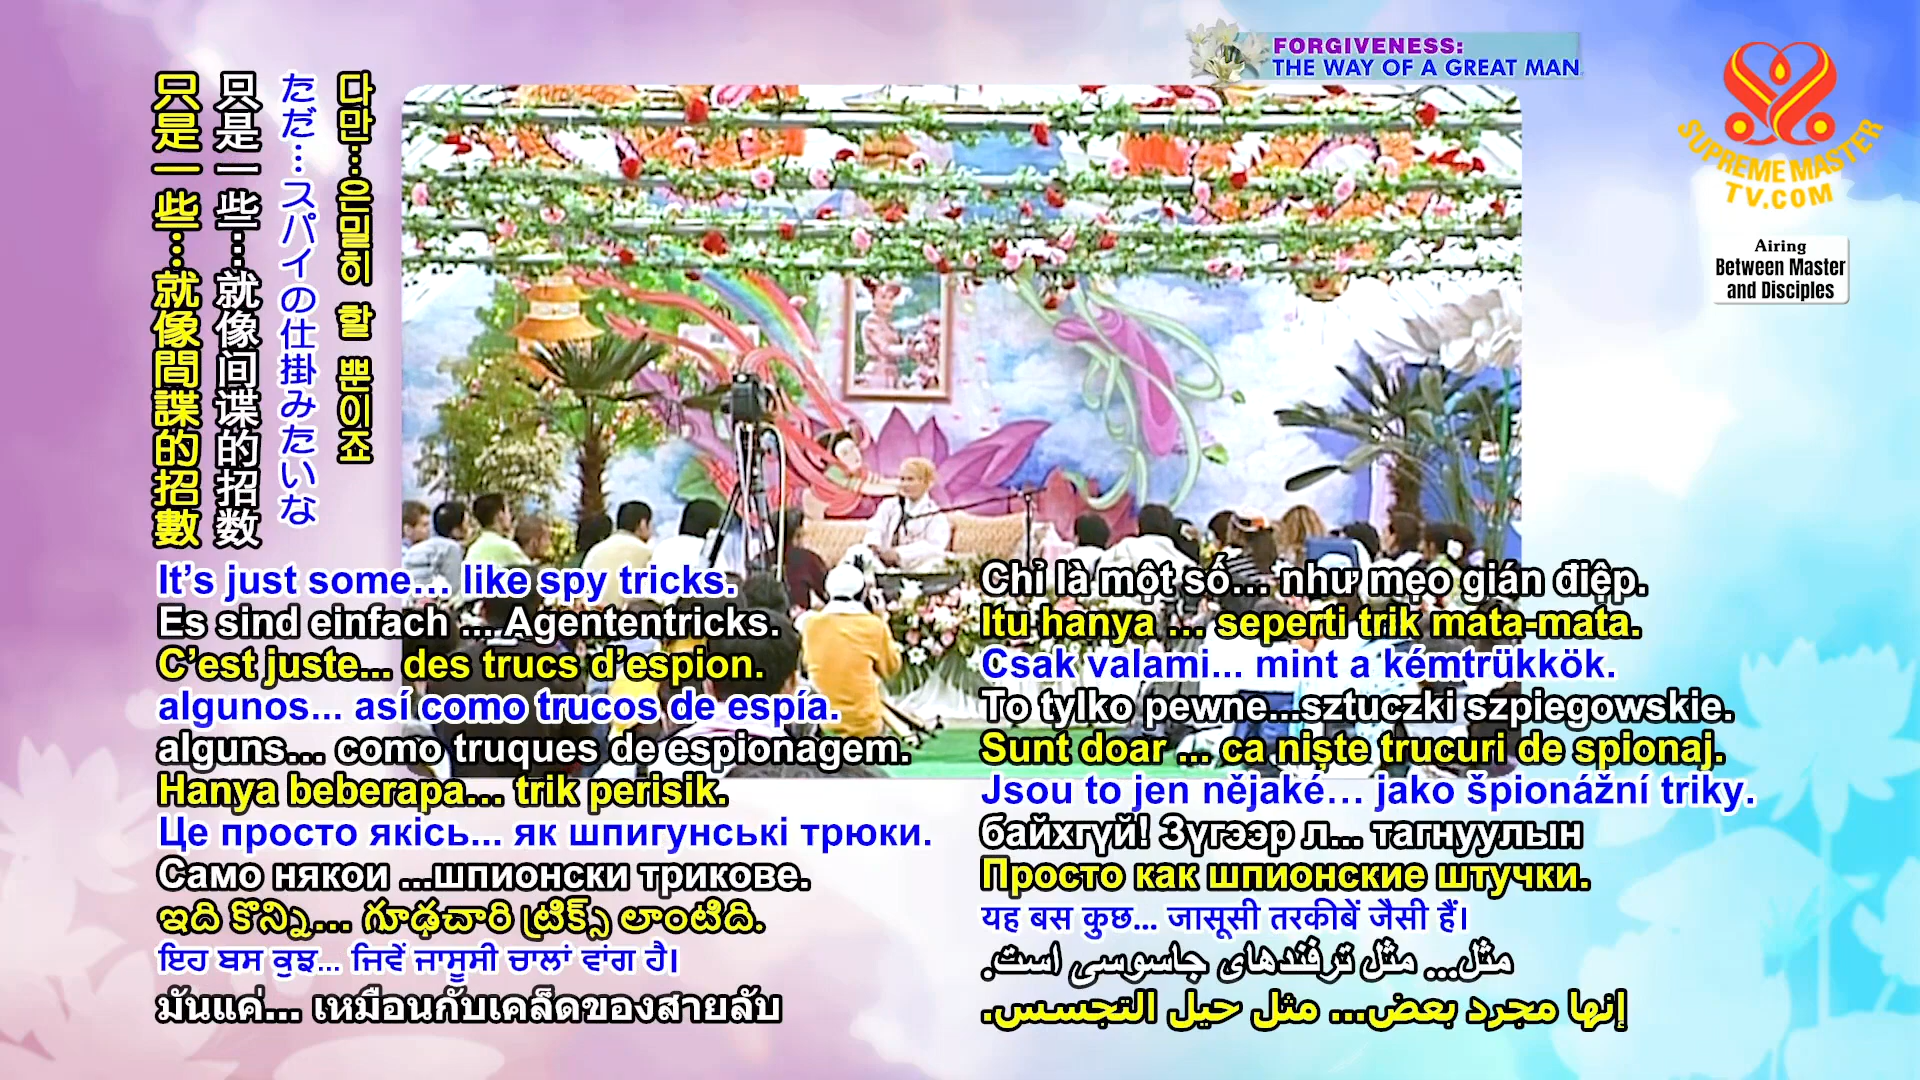 FORGIVENESS:
THE WAY OF A GREAT MAN
SUPREME MASTER
TV.COM
Airing
Between Master
and Disciples
只是一些…就像間諜的招數
只是一些…就像间谍的招数
ただ…スパイの仕掛みたいな
다만…은밀히 할 뿐이죠
It’s just some… like spy tricks.
Es sind einfach ... Agententricks.
C’est juste... des trucs d’espion.
algunos... así como trucos de espía.
alguns... como truques de espionagem.
Hanya beberapa... trik perisik.
Це просто якісь... як шпигунські трюки.
Само някои ...шпионски трикове.
ఇది కొన్ని... గూఢచారి ట్రిక్స్ లాంటిది.
ਇਹ ਬਸ ਕੁਝ... ਜਿਵੇਂ ਜਾਸੂਸੀ ਚਾਲਾਂ ਵਾਂਗ ਹੈ।
มันแค่... เหมือนกับเคล็ดของสายลับ
Chỉ là một số… như mẹo gián điệp.
Itu hanya … seperti trik mata-mata.
Csak valami... mint a kémtrükkök.
To tylko pewne...sztuczki szpiegowskie.
Sunt doar ... ca niște trucuri de spionaj.
Jsou to jen nějaké… jako špionážní triky.
байхгүй! Зүгээр л... тагнуулын
Просто как шпионские штучки.
यह बस कुछ... जासूसी तरकीबें जैसी हैं।
مثل... مثل ترفندهای جاسوسی است.
إنها مجرد بعض... مثل حيل التجسس.